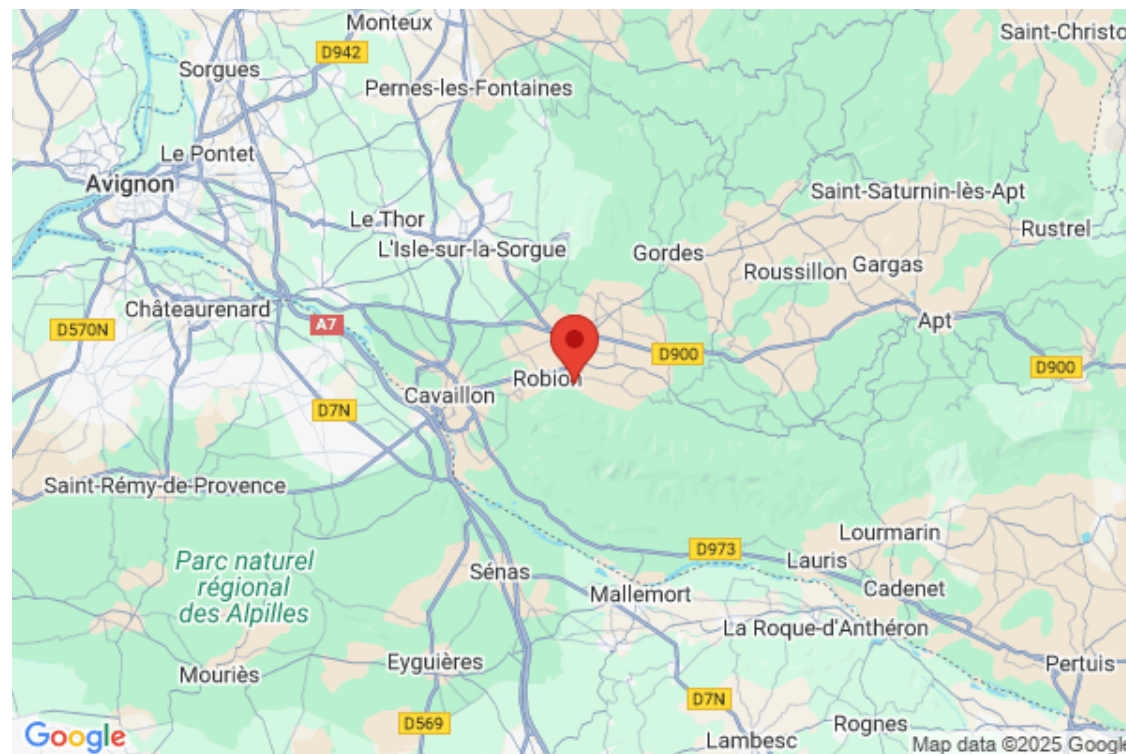 Monteux
Saint-Christo
D942
Sorgues
Pernes-les-Fontaines
Le Pontet
Avignon
Saint-Saturnin-lès-Apt
Le Thor
Rustrel
L'Isle-sur-la-Sorgue
Gordes
Gargas
Roussillon
Châteaurenard
A7
D570N
Apt
D900
D900
Robion
Cavaillon
D7N
Saint-Rémy-de-Provence
Lourmarin
D973
Lauris
Parc naturel
régional
des Alpilles
Sénas
Cadenet
Mallemort
La Roque-d'Anthéron
Eyguières
Pertuis
Mouriès
D7N
D569
Rognes
Google
Lambesc
Map data ©2025 Google